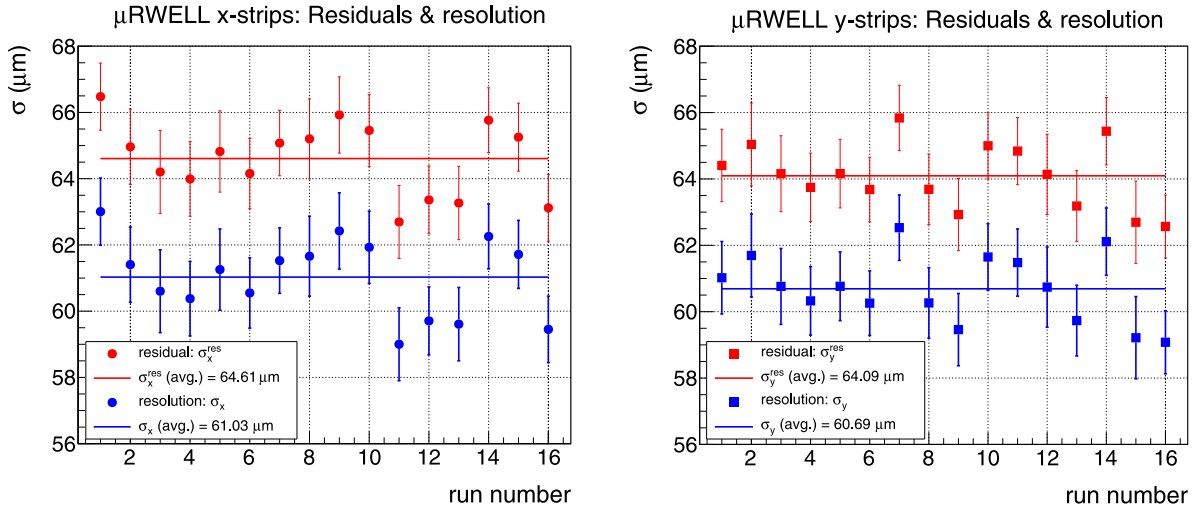 μRWELL x-strips: Residuals & resolution
σ (μm)
68
66
64
62
60
58
56
residual: σ_x^res
σ_x^res (avg.) = 64.61 μm
resolution: σ_x
σ_x (avg.) = 61.03 μm
2 4 6 8 10 12 14 16
run number
μRWELL y-strips: Residuals & resolution
σ (μm)
68
66
64
62
60
58
56
residual: σ_y^res
σ_y^res (avg.) = 64.09 μm
resolution: σ_y
σ_y (avg.) = 60.69 μm
2 4 6 8 10 12 14 16
run number